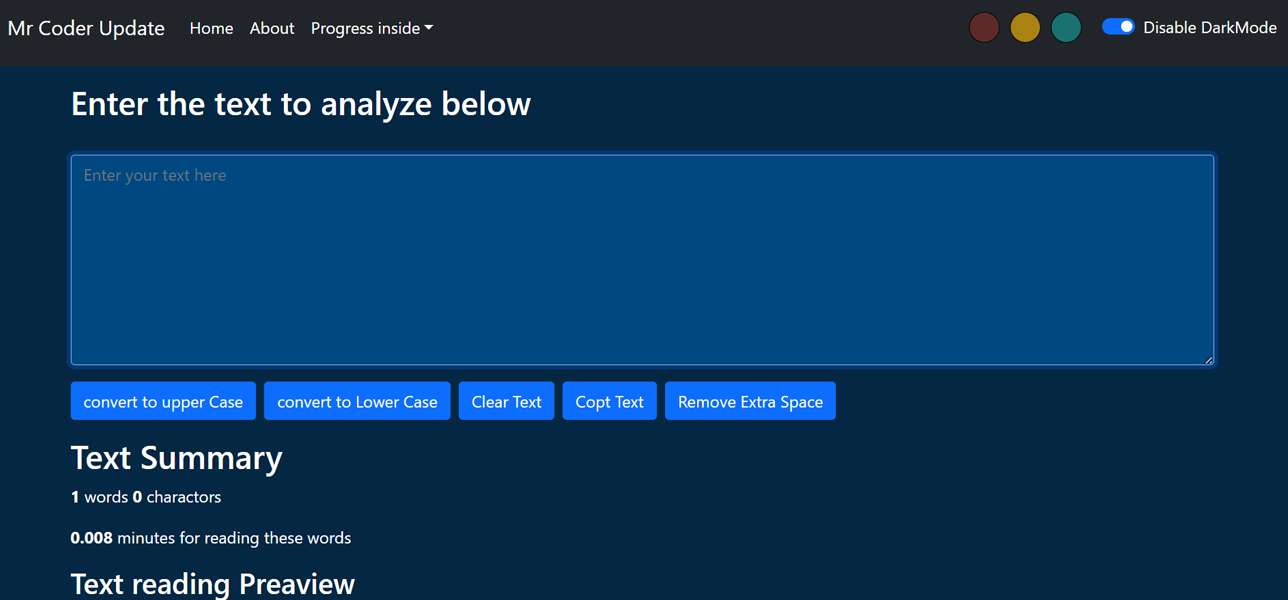 Mr Coder Update Home About Progress inside Disable DarkMode
Enter the text to analyze below
Enter your text here
convert to upper Case convert to Lower Case Clear Text Copt Text Remove Extra Space
Text Summary
1 words 0 charactors
0.008 minutes for reading these words
Text reading Preaview